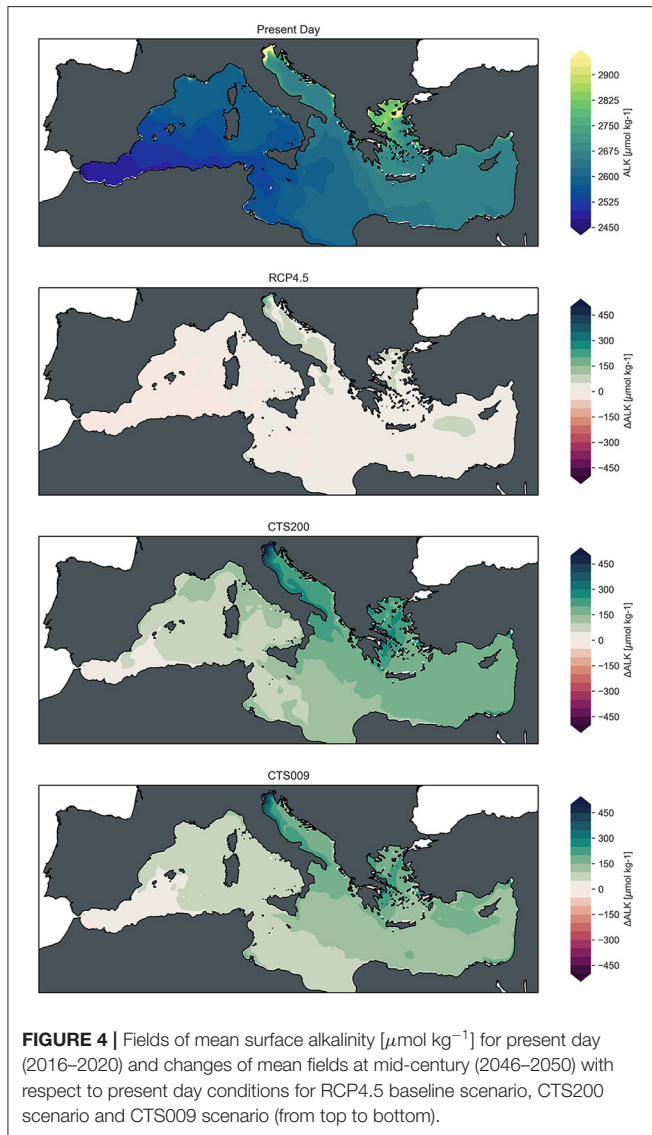 Present Day
2900
2825
2750
2675
2600
2525
2450
ALK [μmol kg-1]
RCP4.5
450
300
150
0
−150
−300
−450
ΔALK [μmol kg-1]
CTS200
450
300
150
0
−150
−300
−450
ΔALK [μmol kg-1]
CTS009
450
300
150
0
−150
−300
−450
ΔALK [μmol kg-1]
FIGURE 4 | Fields of mean surface alkalinity [μmol kg⁻¹] for present day
(2016–2020) and changes of mean fields at mid-century (2046–2050) with
respect to present day conditions for RCP4.5 baseline scenario, CTS200
scenario and CTS009 scenario (from top to bottom).